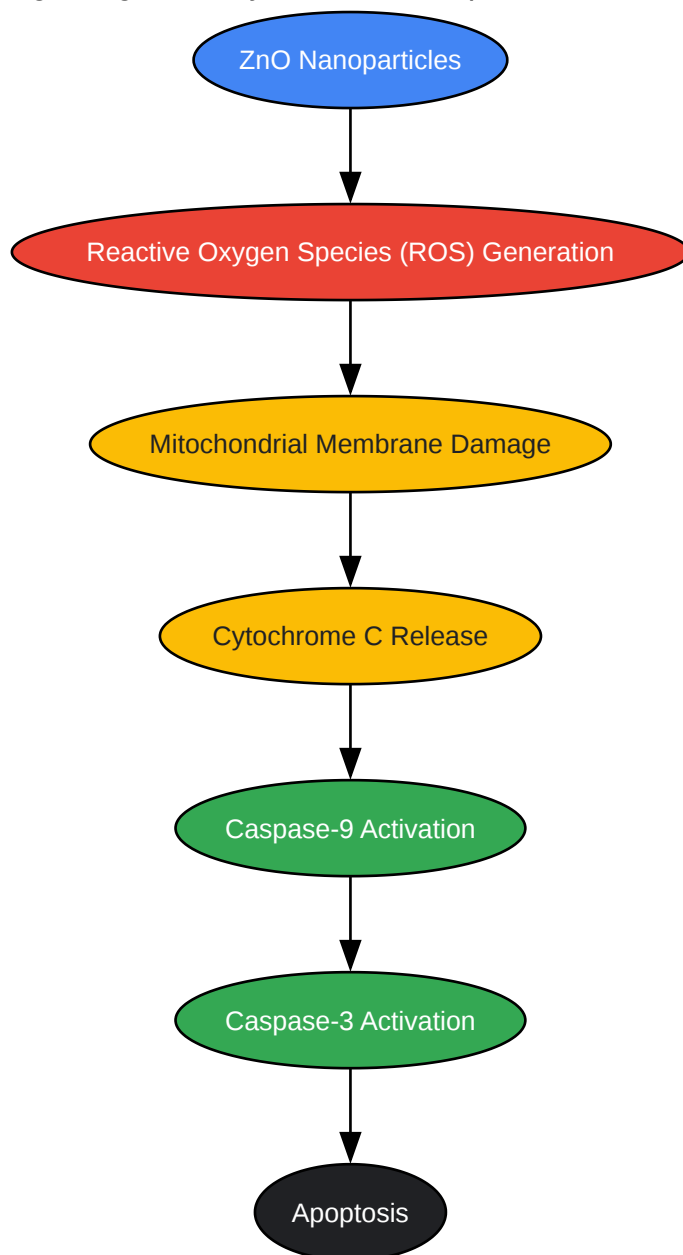 ZnO Nanoparticles
Reactive Oxygen Species (ROS) Generation
Mitochondrial Membrane Damage
Cytochrome C Release
Caspase-9 Activation
Caspase-3 Activation
Apoptosis